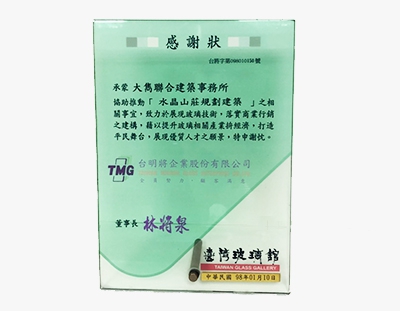 感謝狀
台將字第098010130號
承蒙 大雋聯合建築事務所
協助推動「水晶山莊規劃建築」之相
關事宜，致力於展現玻璃技術，落實商業行銷
之建構，藉以提升玻璃相關產業持經濟，打造
平民舞台，展現優質人才之願景，特申謝忱。
TMG 台明將企業股份有限公司
董事長 林將泉
臺灣玻璃館
TAIWAN GLASS GALLERY
中華民國 98年01月10日